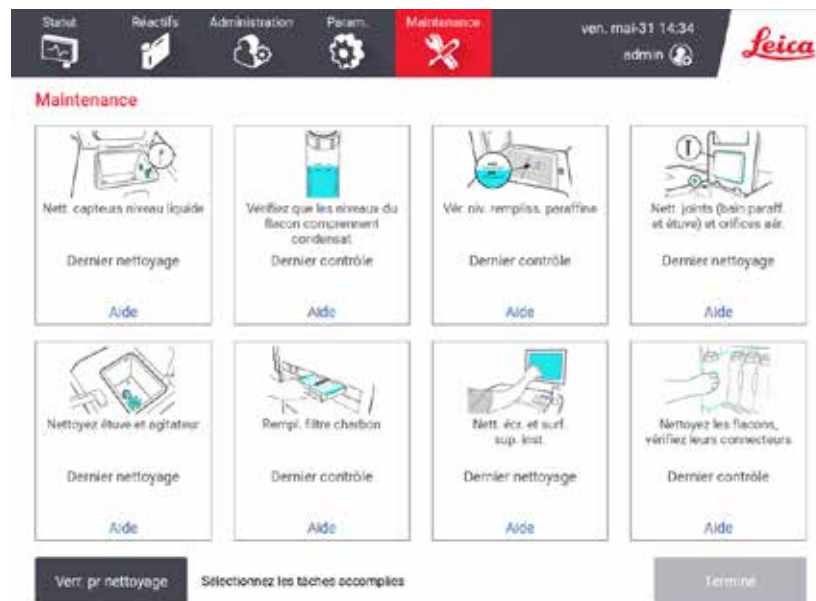 Statut
Réactifs
Administration
Param.
Maintenance
ven. mai-31 14:34
admin
Leica
Maintenance
Nett. capteurs niveau liquide
Dernier nettoyage
Aide
Vérifiez que les niveaux du
flacon comprennent
condensat
Dernier contrôle
Aide
Vér. niv. rempliss. paraffine
Dernier contrôle
Aide
Nett. joints (bain paraff.
et étuve) et orifices aér.
Dernier nettoyage
Aide
Nettoyez étuve et agitateur
Dernier nettoyage
Aide
Rempl. filtre charbon
Dernier contrôle
Aide
Nett. écr. et surf.
sup. inst.
Dernier nettoyage
Aide
Nettoyez les flacons,
vérifiez leurs connecteurs
Dernier contrôle
Aide
Verr. pr nettoyage
Sélectionnez les tâches accomplies
Terminé